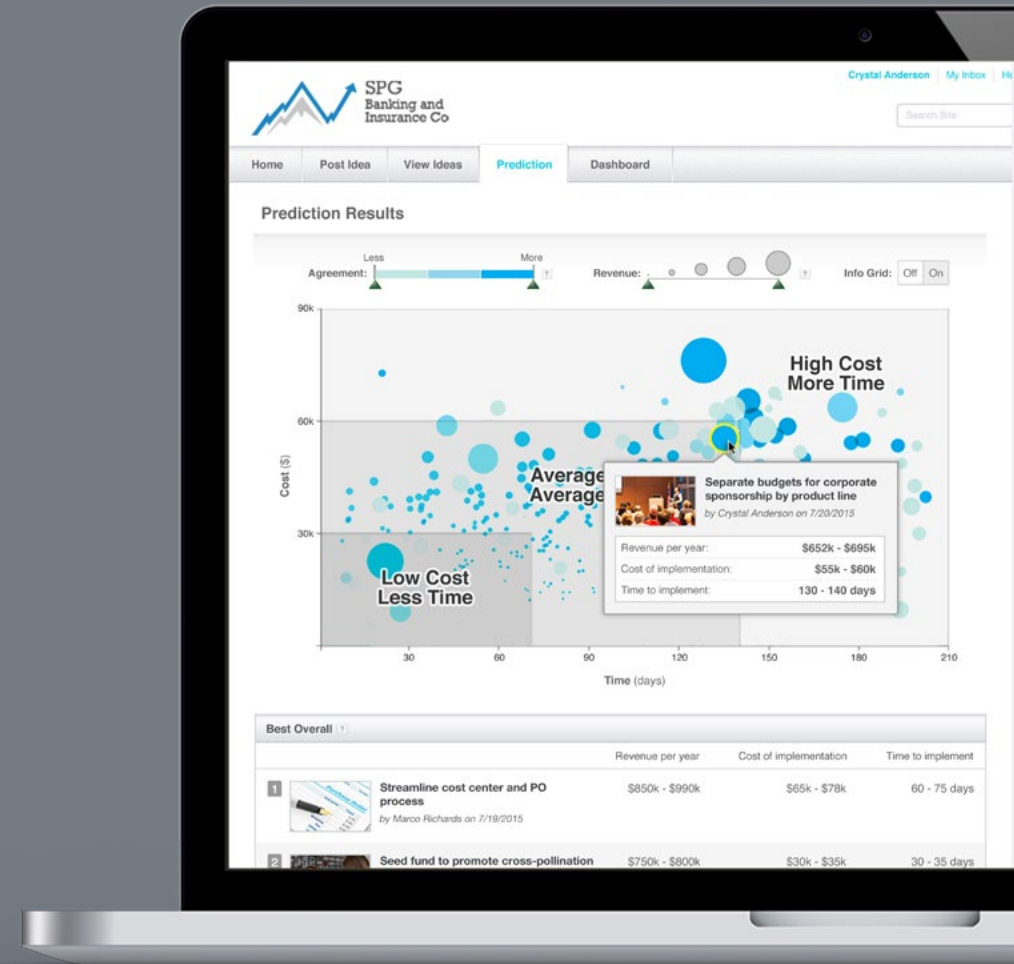 SPG
Banking and
Insurance Co
Crystal Anderson My Inbox
Search Site
Home Post Idea View Ideas Prediction Dashboard
Prediction Results
Less More
Agreement: ? Revenue: ? Info Grid: Off On
90k
60k
30k
Cost ($)
High Cost
More Time
Average
Average
Low Cost
Less Time
Separate budgets for corporate
sponsorship by product line
by Crystal Anderson on 7/20/2015
Revenue per year: $652k - $695k
Cost of implementation: $55k - $60k
Time to implement: 130 - 140 days
30 60 90 120 150 180 210
Time (days)
Best Overall ?
Revenue per year Cost of implementation Time to implement
1 Streamline cost center and PO
process
by Marco Richards on 7/19/2015
$850k - $990k $65k - $78k 60 - 75 days
2 Seed fund to promote cross-pollination $750k - $800k $30k - $35k 30 - 35 days